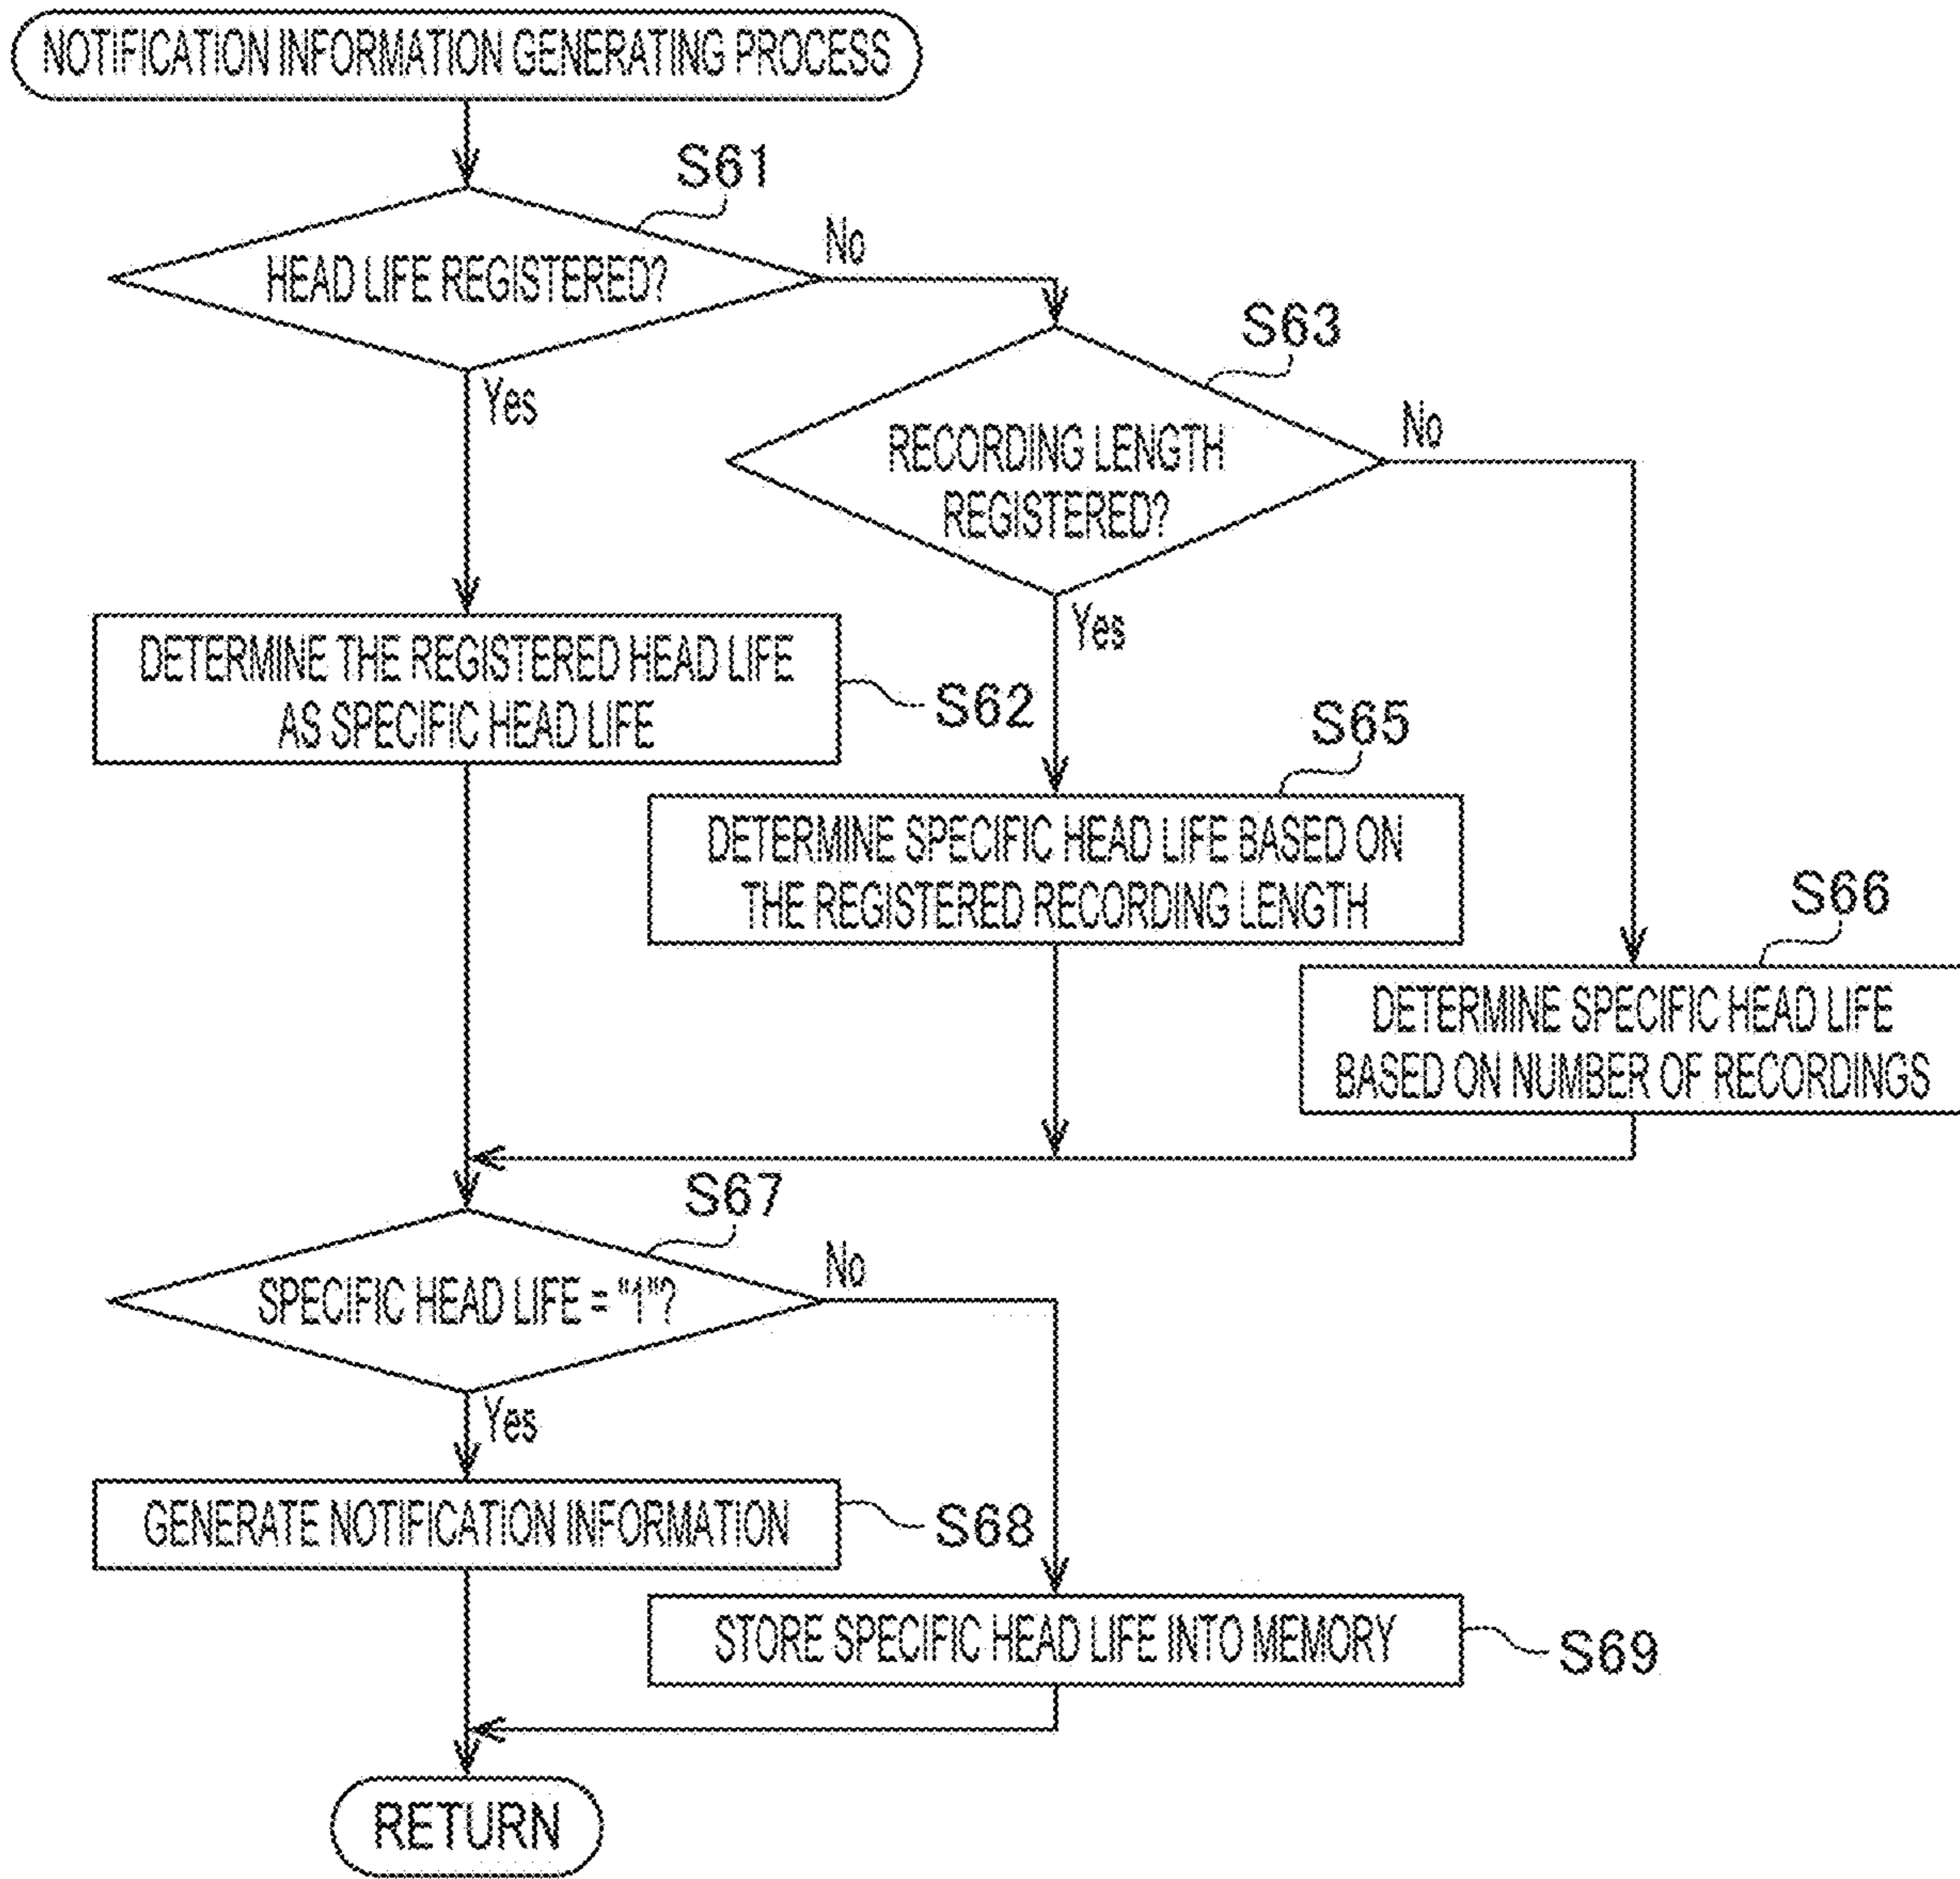 NOTIFICATION INFORMATION GENERATING PROCESS
S61
HEAD LIFE REGISTERED?
No
Yes
S63
RECORDING LENGTH
REGISTERED?
No
Yes
DETERMINE THE REGISTERED HEAD LIFE
AS SPECIFIC HEAD LIFE
S62
S65
DETERMINE SPECIFIC HEAD LIFE BASED ON
THE REGISTERED RECORDING LENGTH
S66
DETERMINE SPECIFIC HEAD LIFE
BASED ON NUMBER OF RECORDINGS
S67
SPECIFIC HEAD LIFE = "1"?
No
Yes
GENERATE NOTIFICATION INFORMATION
S68
STORE SPECIFIC HEAD LIFE INTO MEMORY
S69
RETURN